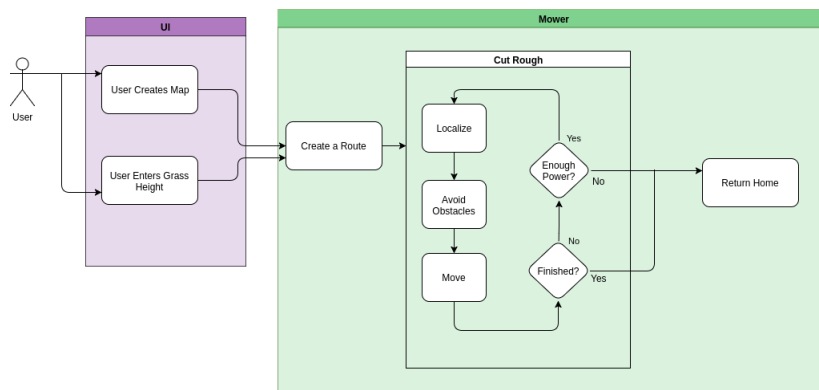 UI
Mower
User
User Creates Map
User Enters Grass
Height
Create a Route
Cut Rough
Localize
Avoid
Obstacles
Move
Yes
Enough
Power?
No
No
Finished?
Yes
Return Home